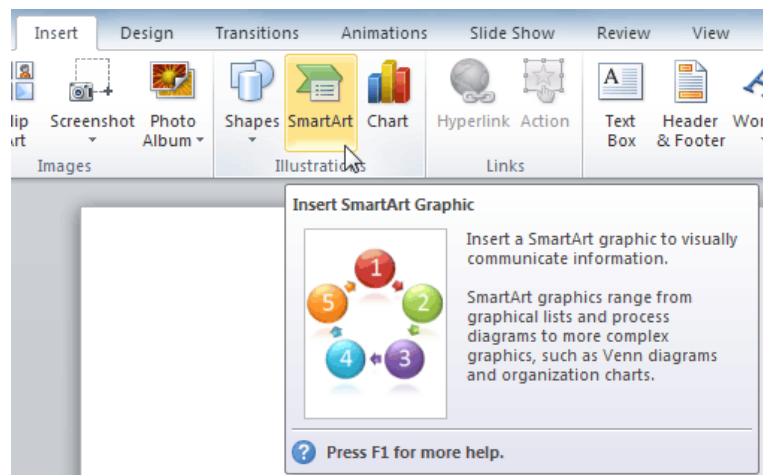 Insert Design Transitions Animations Slide Show Review View
Screenshot Photo Album Shapes SmartArt Chart Hyperlink Action Text Box Header & Footer
Images Illustrations Links
Insert SmartArt Graphic
Insert a SmartArt graphic to visually
communicate information.
SmartArt graphics range from
graphical lists and process
diagrams to more complex
graphics, such as Venn diagrams
and organization charts.
1
5 2
4 3
Press F1 for more help.